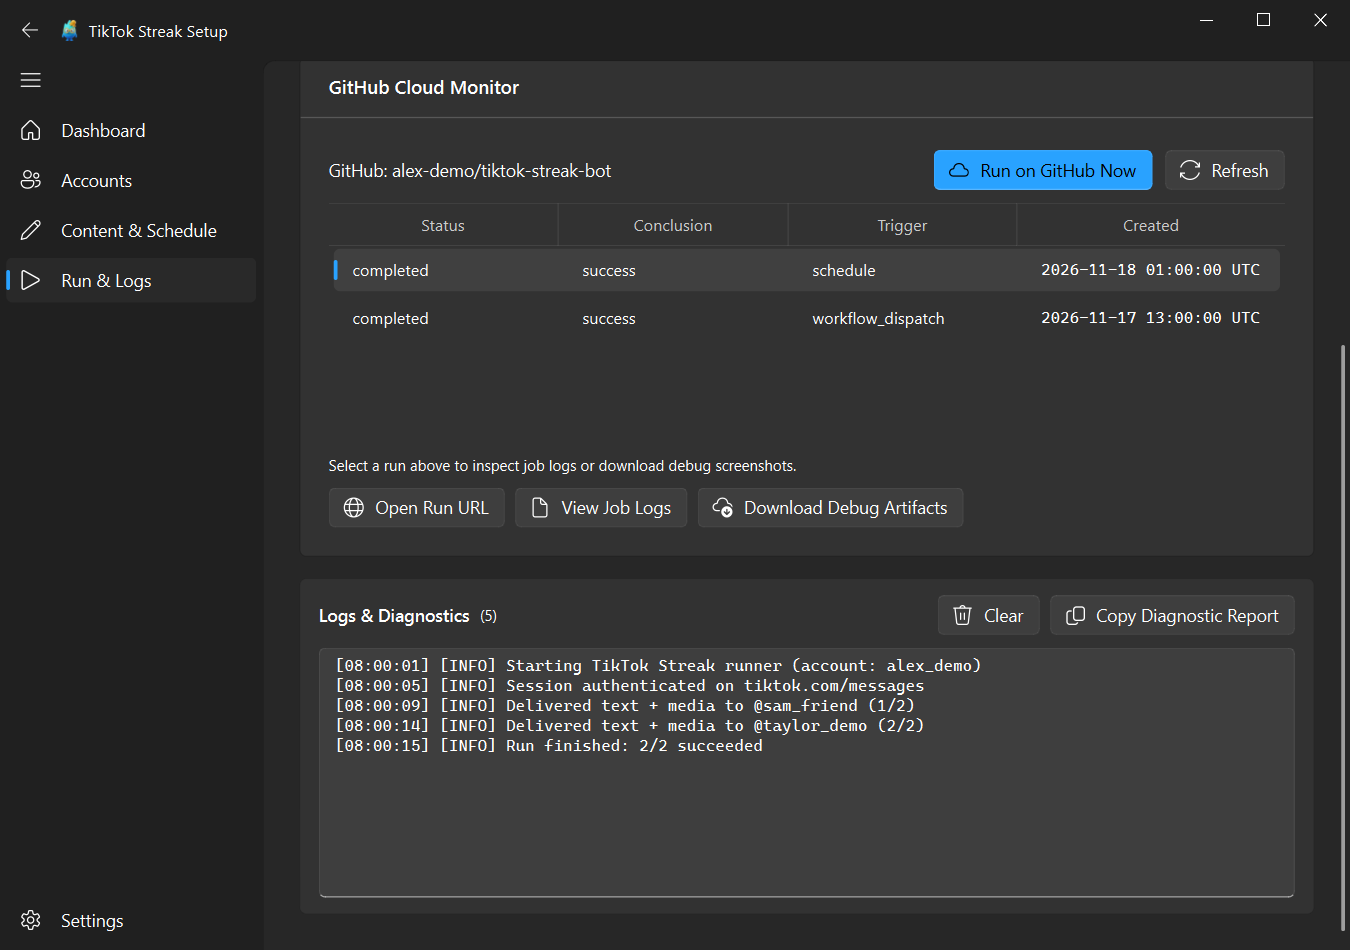 TikTok Streak Setup
Dashboard
Accounts
Content & Schedule
Run & Logs
Settings
GitHub Cloud Monitor
GitHub: alex-demo/tiktok-streak-bot
Run on GitHub Now
Refresh
Status Conclusion Trigger Created
completed success schedule 2026-11-18 01:00:00 UTC
completed success workflow_dispatch 2026-11-17 13:00:00 UTC
Select a run above to inspect job logs or download debug screenshots.
Open Run URL
View Job Logs
Download Debug Artifacts
Logs & Diagnostics (5)
Clear
Copy Diagnostic Report
[08:00:01] [INFO] Starting TikTok Streak runner (account: alex_demo)
[08:00:05] [INFO] Session authenticated on tiktok.com/messages
[08:00:09] [INFO] Delivered text + media to @sam_friend (1/2)
[08:00:14] [INFO] Delivered text + media to @taylor_demo (2/2)
[08:00:15] [INFO] Run finished: 2/2 succeeded